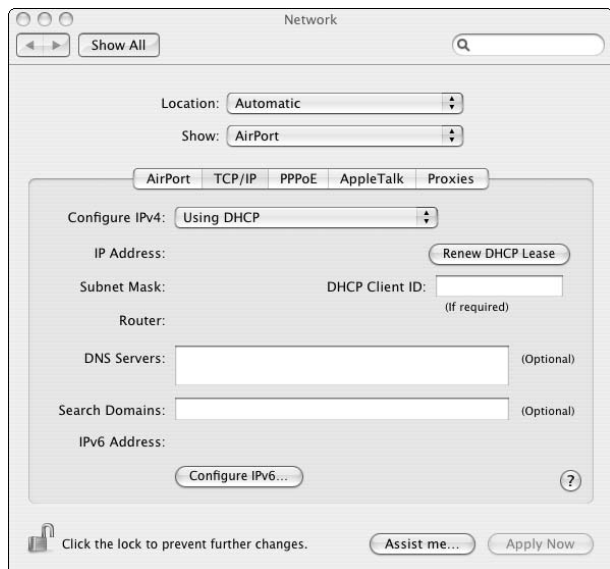 Network
Show All
Location: Automatic
Show: AirPort
AirPort TCP/IP PPPoE AppleTalk Proxies
Configure IPv4: Using DHCP
IP Address: Renew DHCP Lease
Subnet Mask: DHCP Client ID:
(If required)
Router:
DNS Servers: (Optional)
Search Domains: (Optional)
IPv6 Address:
Configure IPv6...
?
Click the lock to prevent further changes. Assist me... Apply Now